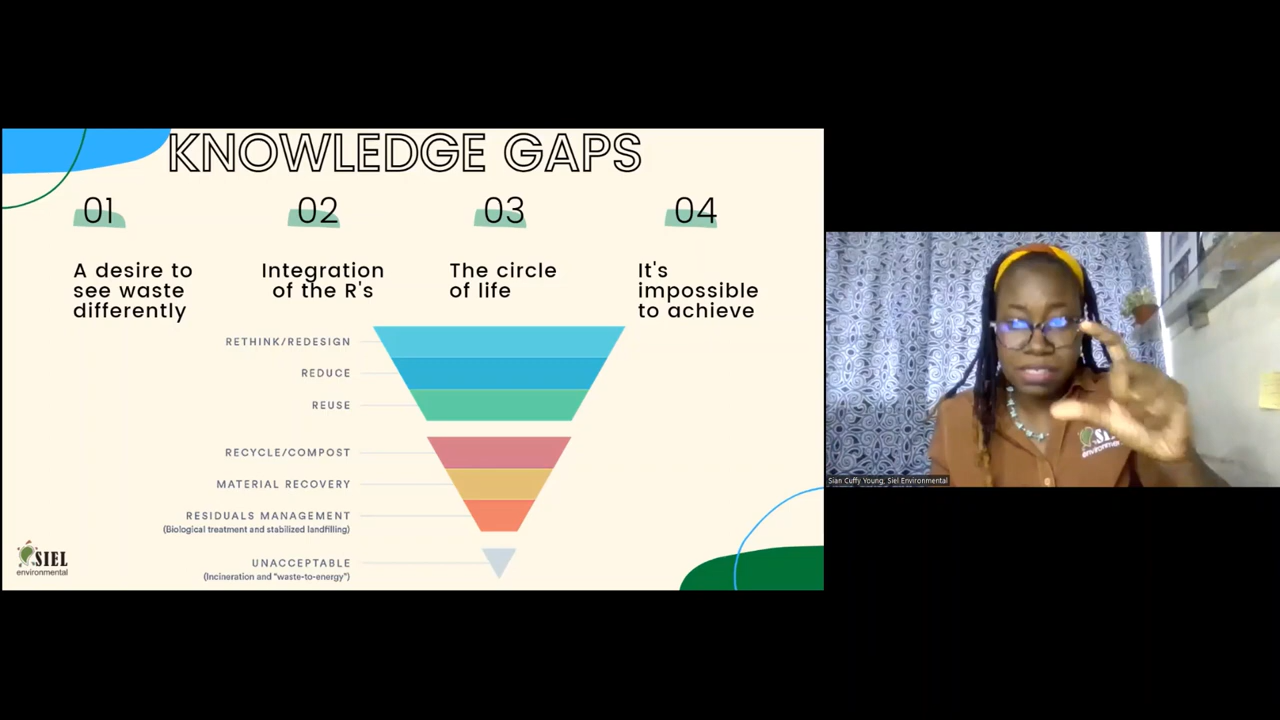 KNOWLEDGE GAPS
01
02
03
04
A desire to
see waste
differently
Integration
of the R's
The circle
of life
It's
impossible
to achieve
RETHINK/REDESIGN
REDUCE
REUSE
RECYCLE/COMPOST
MATERIAL RECOVERY
RESIDUALS MANAGEMENT
(Biological treatment and stabilized landfilling)
UNACCEPTABLE
(Incineration and "waste-to-energy")
SIEL
environmental
Sian Cuffy Young, Siel Environmental